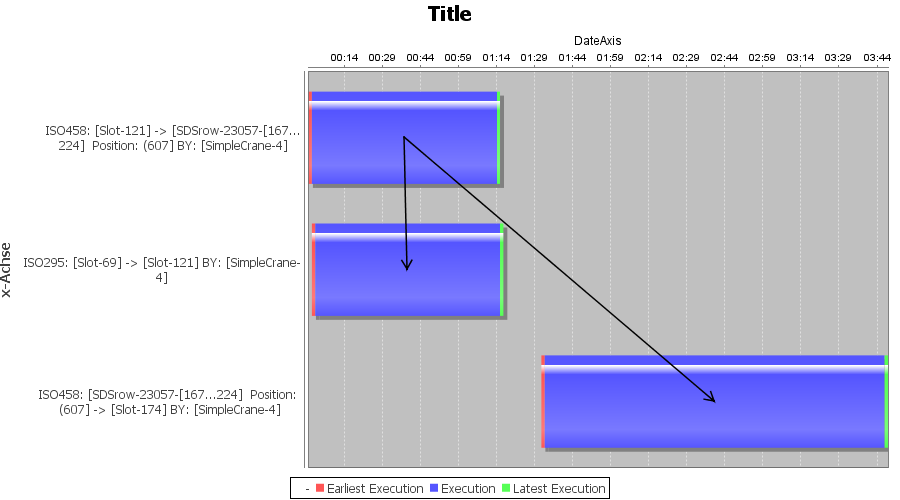 Title
DateAxis
00:14 00:29 00:44 00:59 01:14 01:29 01:44 01:59 02:14 02:29 02:44 02:59 03:14 03:29 03:44
x-Achse
ISO458: [Slot-121] -> [SDSrow-23057-[167...
224]  Position: (607] BY: [SimpleCrane-4]
ISO295: [Slot-69] -> [Slot-121] BY: [SimpleCrane-
4]
ISO458: [SDSrow-23057-[167...224]  Position:
(607] -> [Slot-174] BY: [SimpleCrane-4]
- Earliest Execution Execution Latest Execution